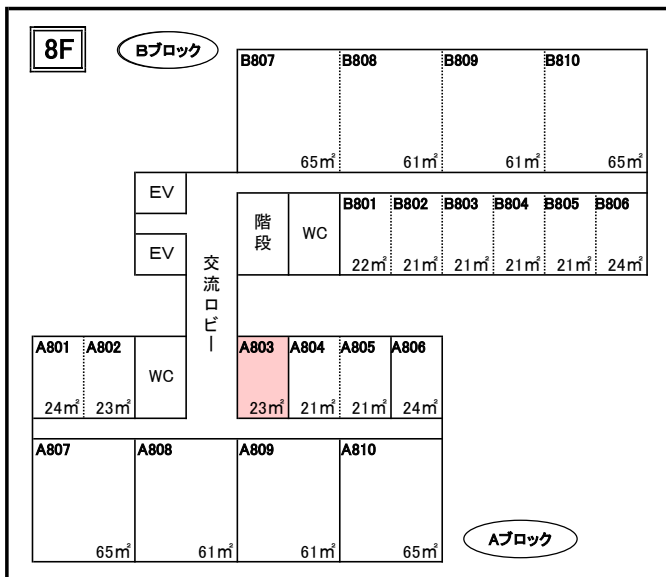 8F
Bブロック
B807 B808 B809 B810
65㎡ 61㎡ 61㎡ 65㎡
EV
階段
WC
B801 B802 B803 B804 B805 B806
22㎡ 21㎡ 21㎡ 21㎡ 21㎡ 24㎡
EV
交流ロビー
A801 A802
WC
A803 A804 A805 A806
24㎡ 23㎡ 23㎡ 21㎡ 21㎡ 24㎡
A807 A808 A809 A810
65㎡ 61㎡ 61㎡ 65㎡
Aブロック